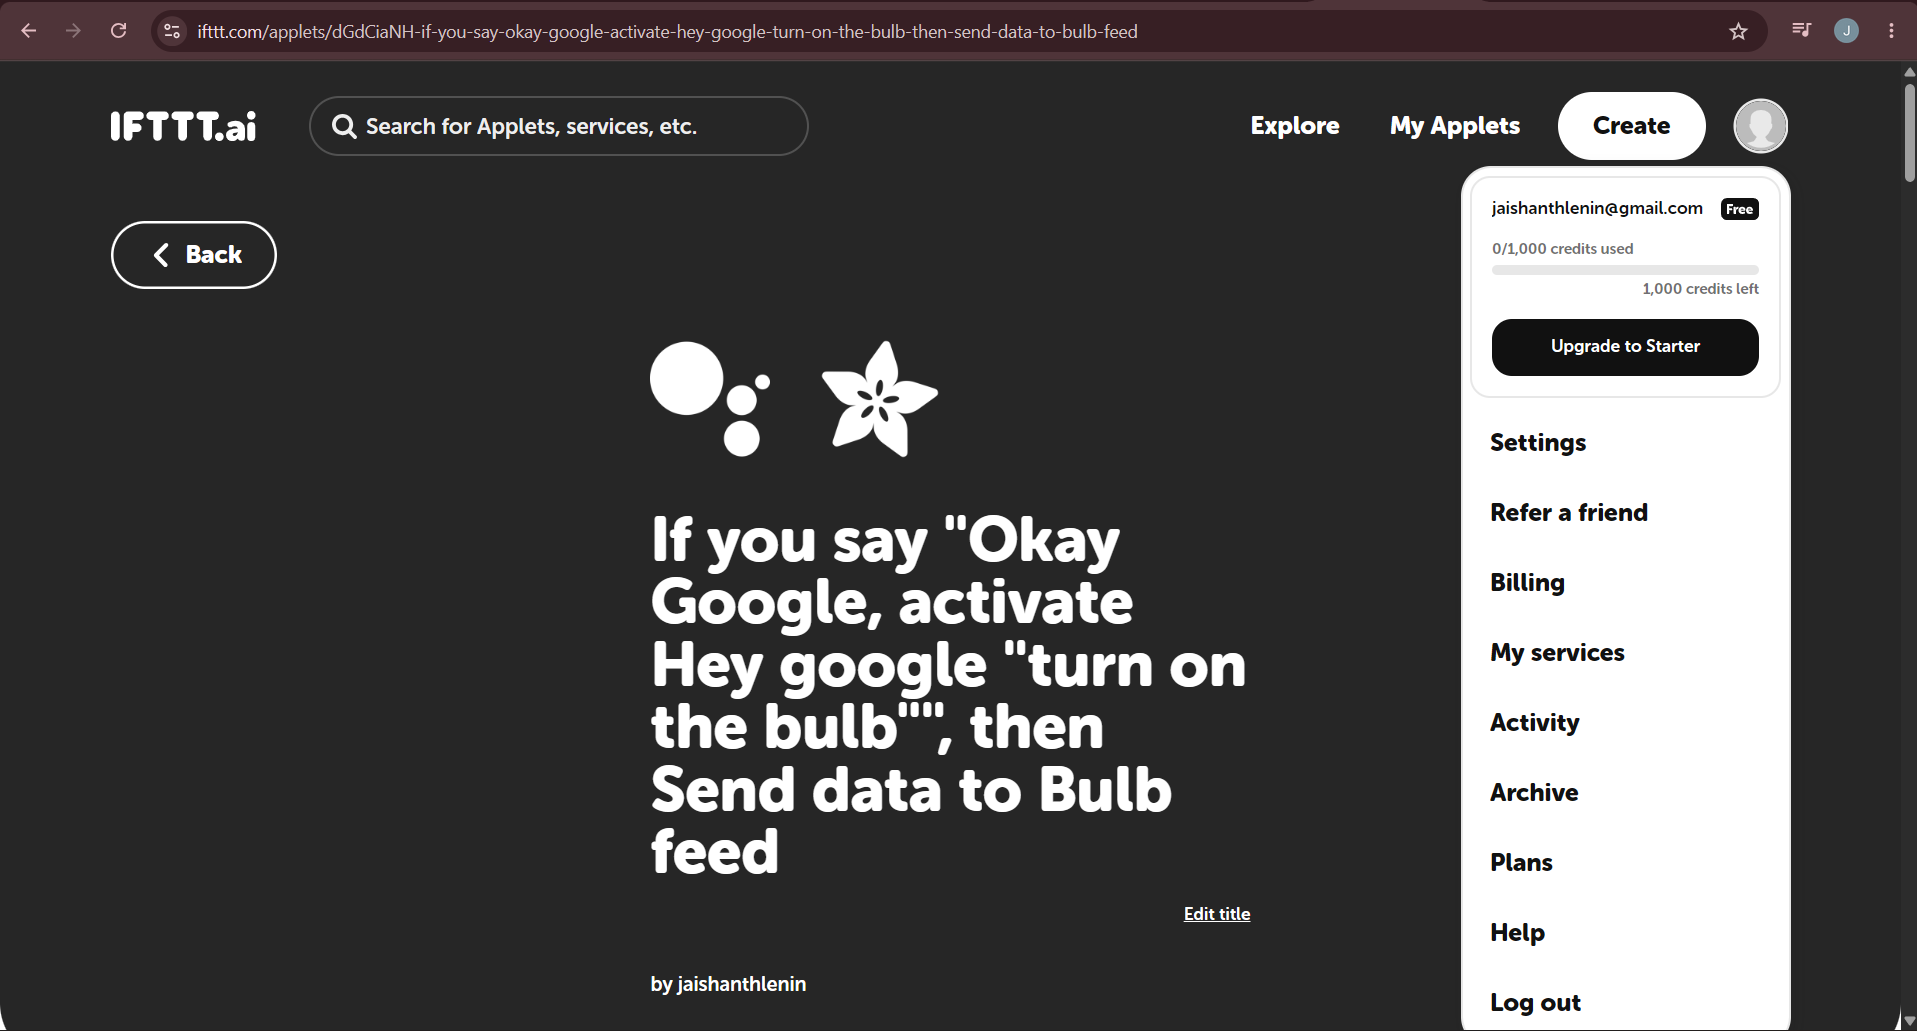 ifttt.com/applets/dGdCiaNH-if-you-say-okay-google-activate-hey-google-turn-on-the-bulb-then-send-data-to-bulb-feed
J
IFTTT.ai
Search for Applets, services, etc.
Explore
My Applets
Create
Back
jaishanthlenin@gmail.com
Free
0/1,000 credits used
1,000 credits left
Upgrade to Starter
Settings
Refer a friend
Billing
My services
Activity
Archive
Plans
Help
Log out
If you say "Okay
Google, activate
Hey google "turn on
the bulb"", then
Send data to Bulb
feed
Edit title
by jaishanthlenin